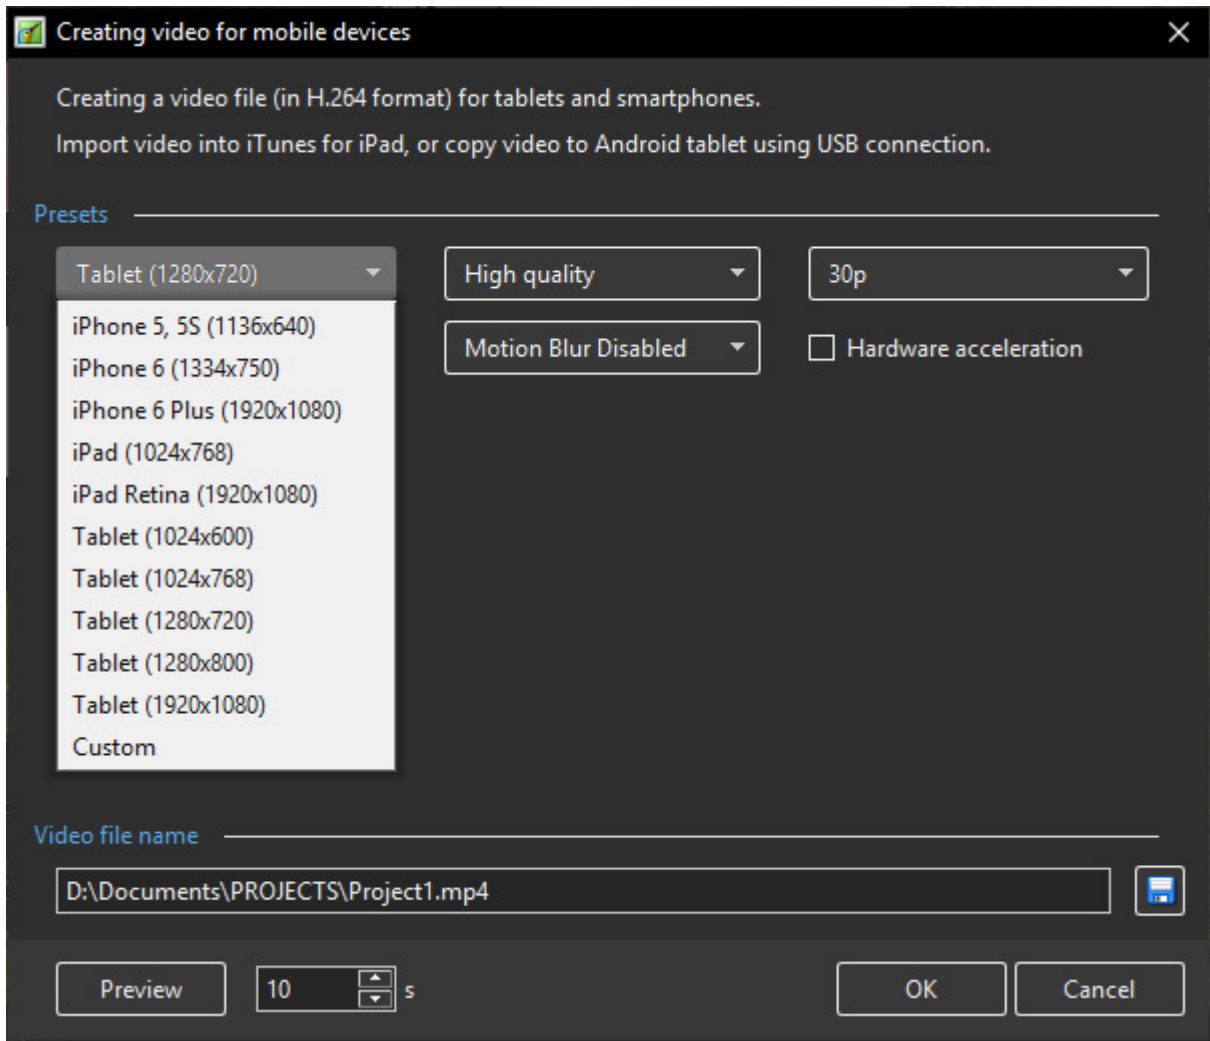 Creating video for mobile devices
Creating a video file (in H.264 format) for tablets and smartphones.
Import video into iTunes for iPad, or copy video to Android tablet using USB connection.
Presets
Tablet (1280x720)
High quality
30p
Motion Blur Disabled
Hardware acceleration
iPhone 5, 5S (1136x640)
iPhone 6 (1334x750)
iPhone 6 Plus (1920x1080)
iPad (1024x768)
iPad Retina (1920x1080)
Tablet (1024x600)
Tablet (1024x768)
Tablet (1280x720)
Tablet (1280x800)
Tablet (1920x1080)
Custom
Video file name
D:\Documents\PROJECTS\Project1.mp4
Preview
10
s
OK
Cancel